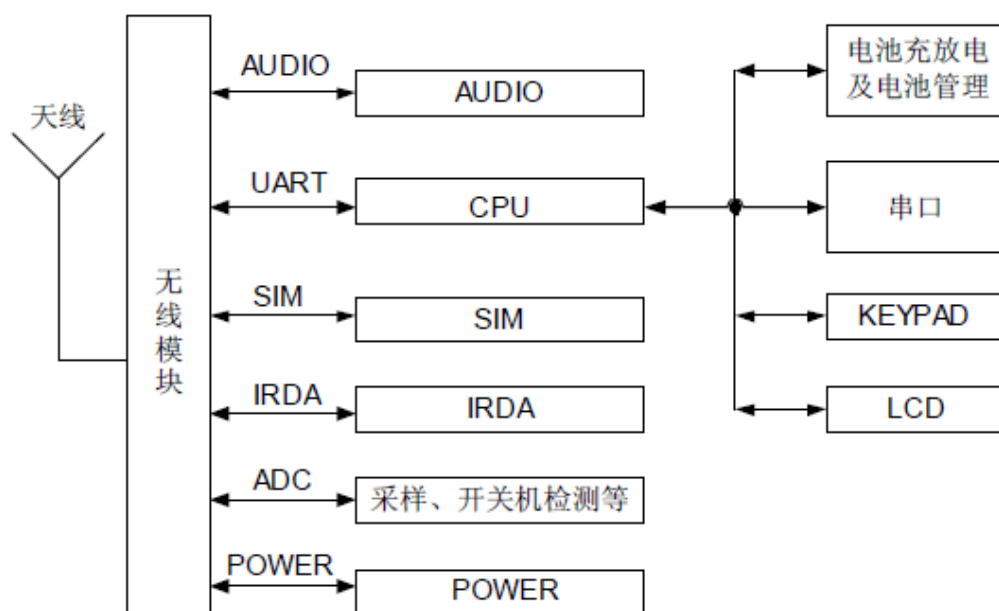 天线
无
线
模
块
AUDIO
AUDIO
UART
CPU
SIM
SIM
IRDA
IRDA
ADC
采样、开关机检测等
POWER
POWER
电池充放电
及电池管理
串口
KEYPAD
LCD